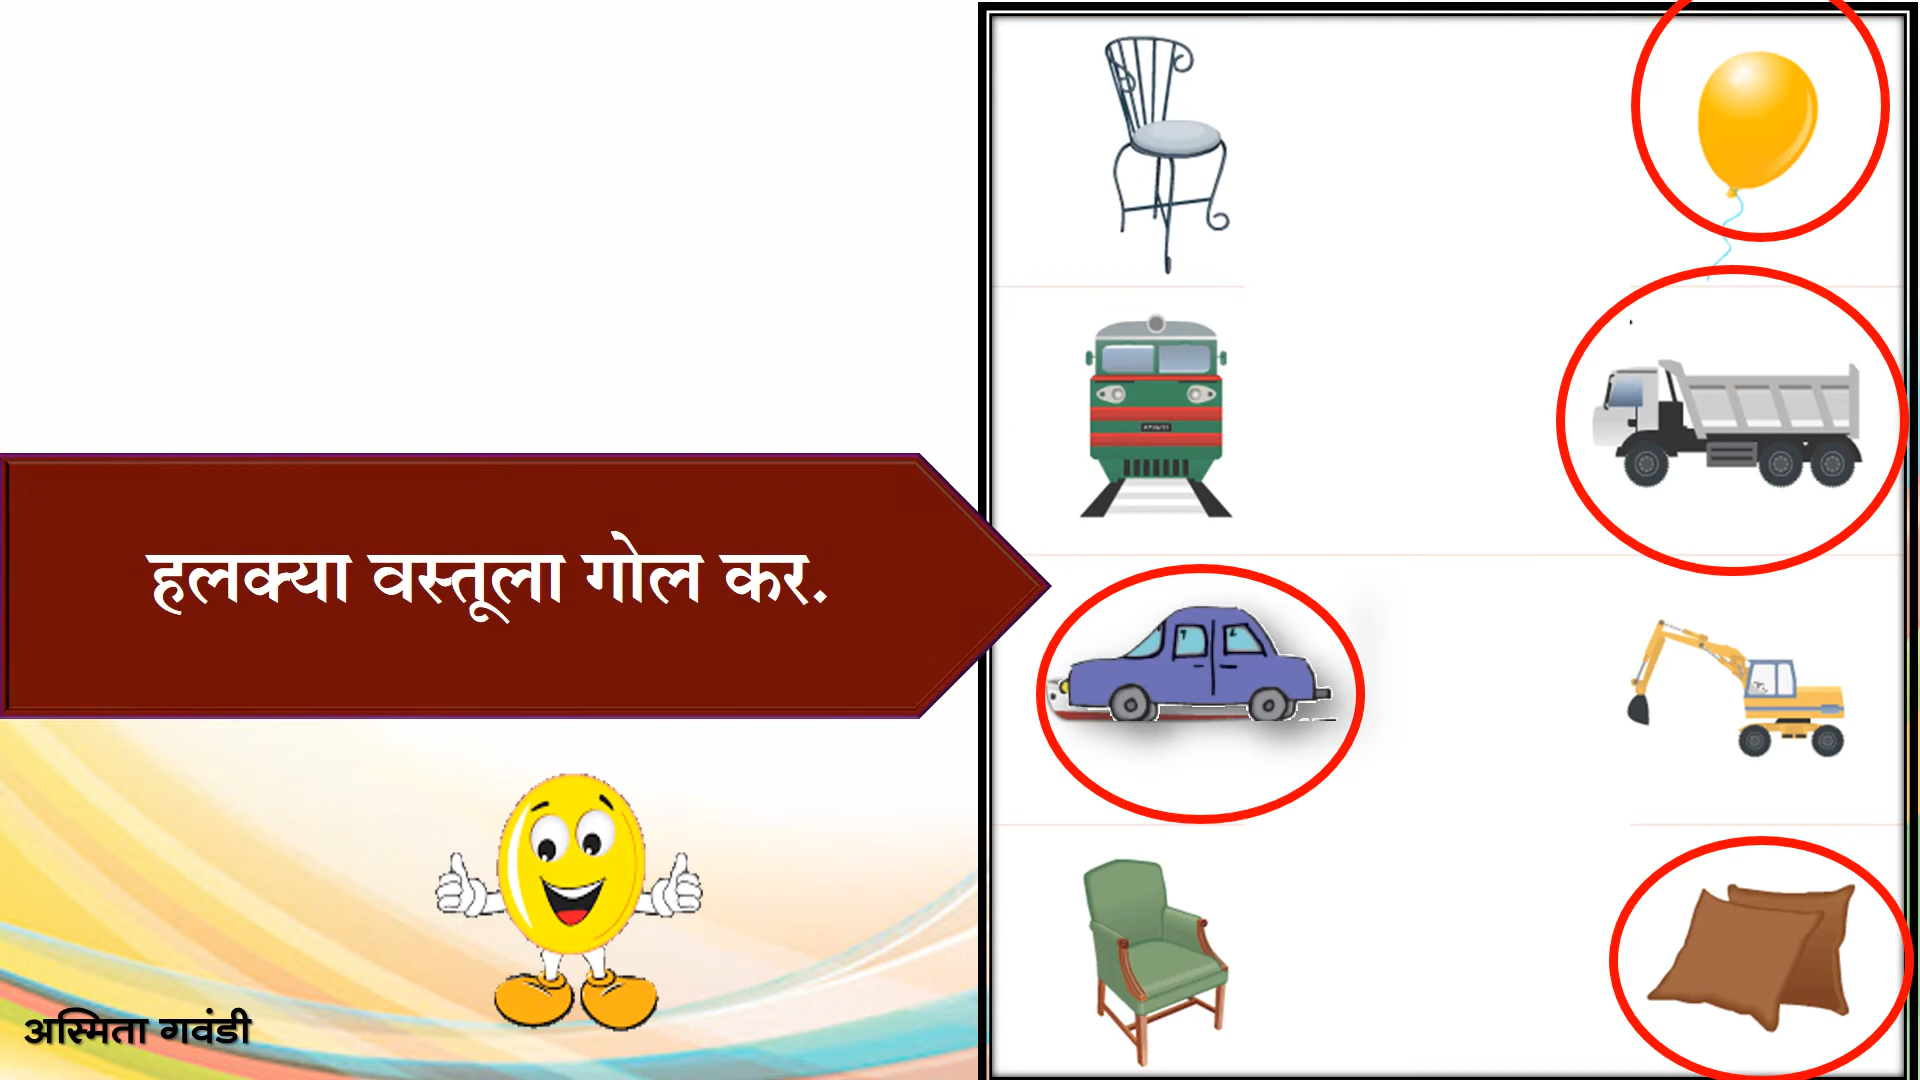 हलक्या वस्तूला गोल कर.
अस्मिता गवंडी